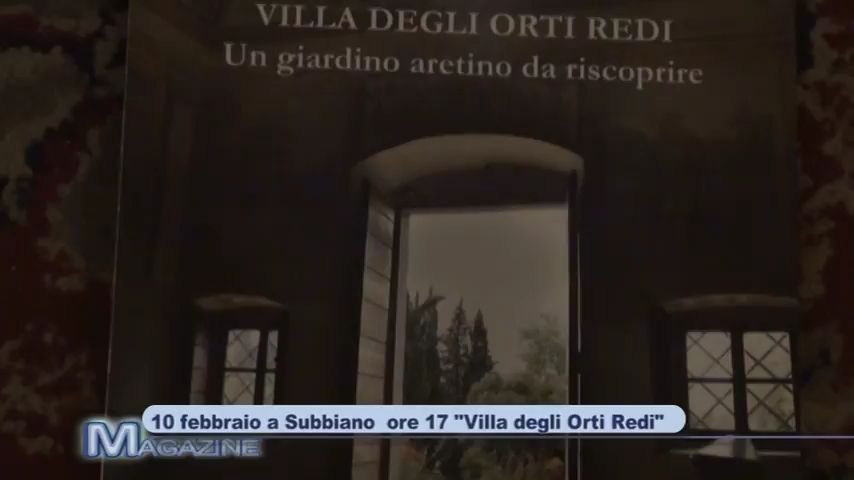 VILLA DEGLI ORTI REDI
Un giardino aretino da riscoprire
10 febbraio a Subbiano ore 17 "Villa degli Orti Redi"
MAGAZINE